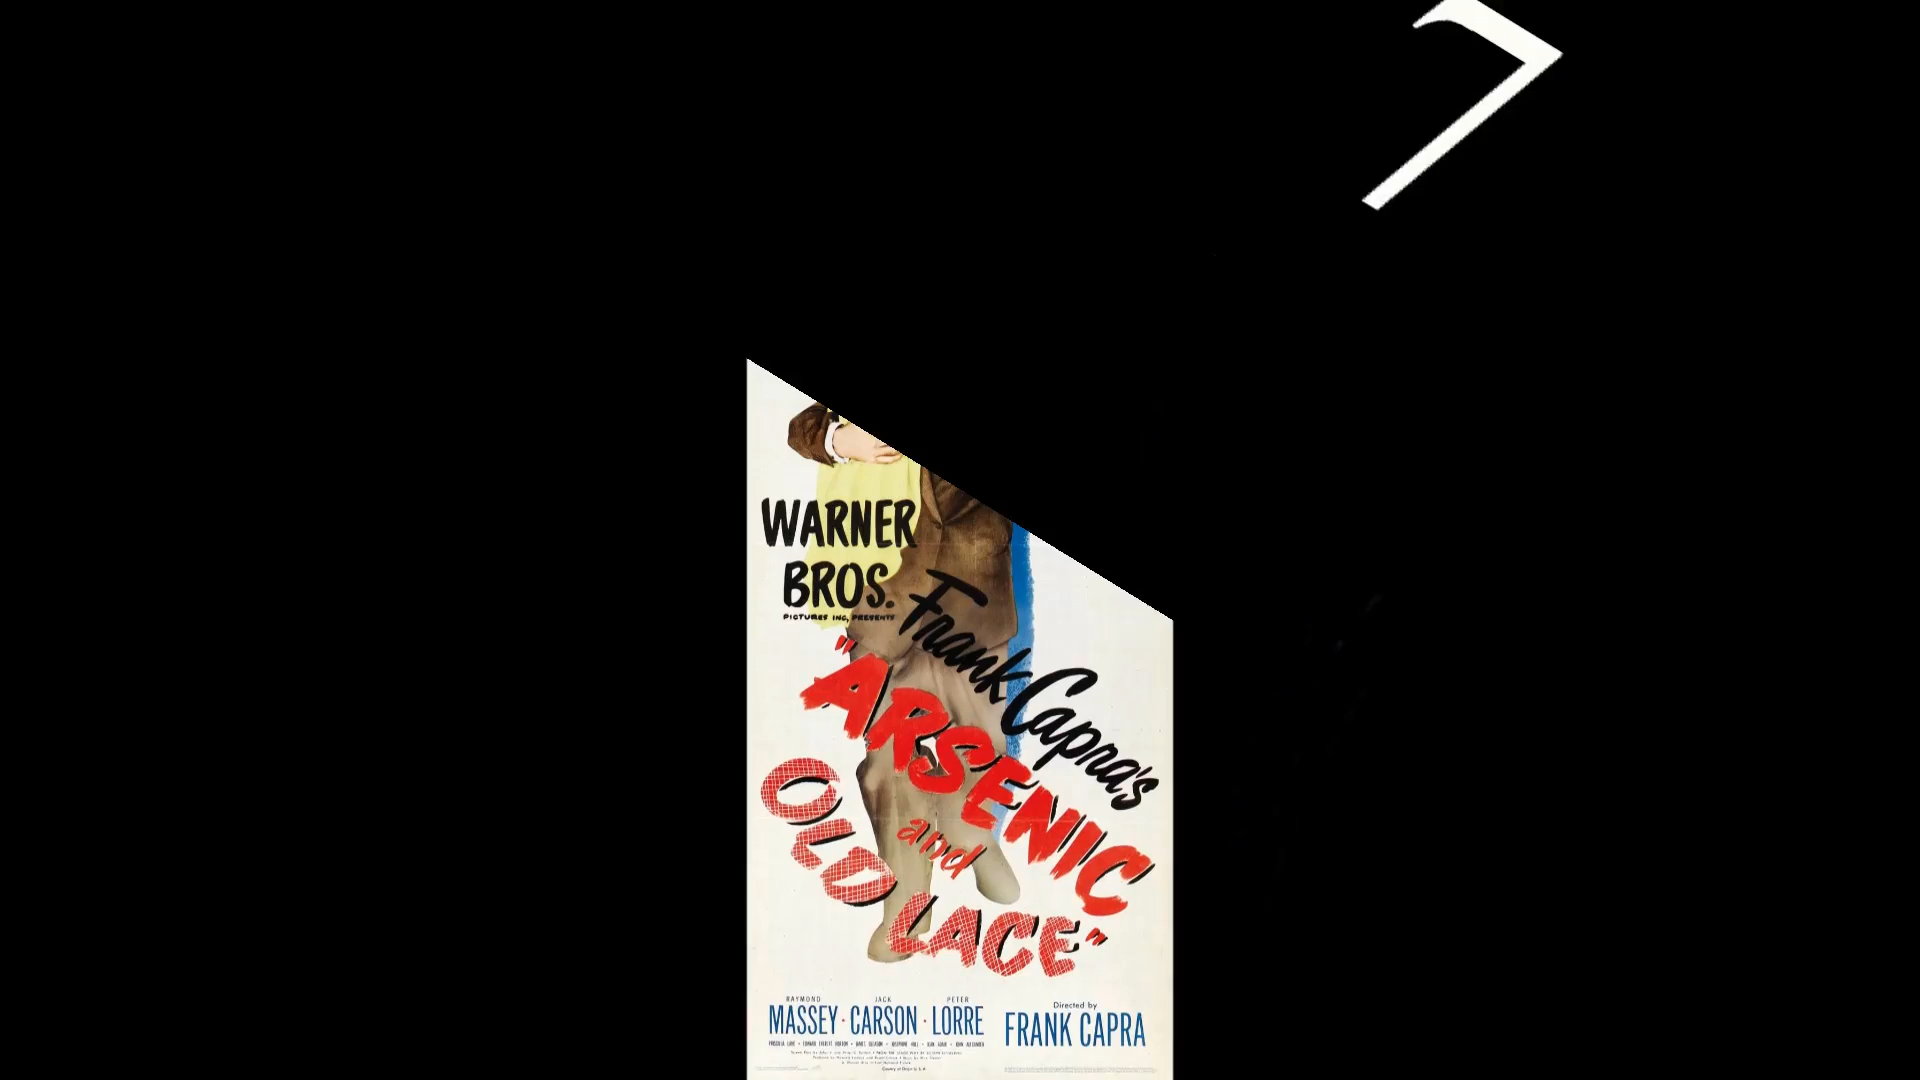 7
WARNER
BROS.
PICTURES INC., PRESENTS
Frank Capra's
"ARSENIC
and
OLD LACE"
RAYMOND JACK PETER
MASSEY · CARSON · LORRE
Directed by
FRANK CAPRA